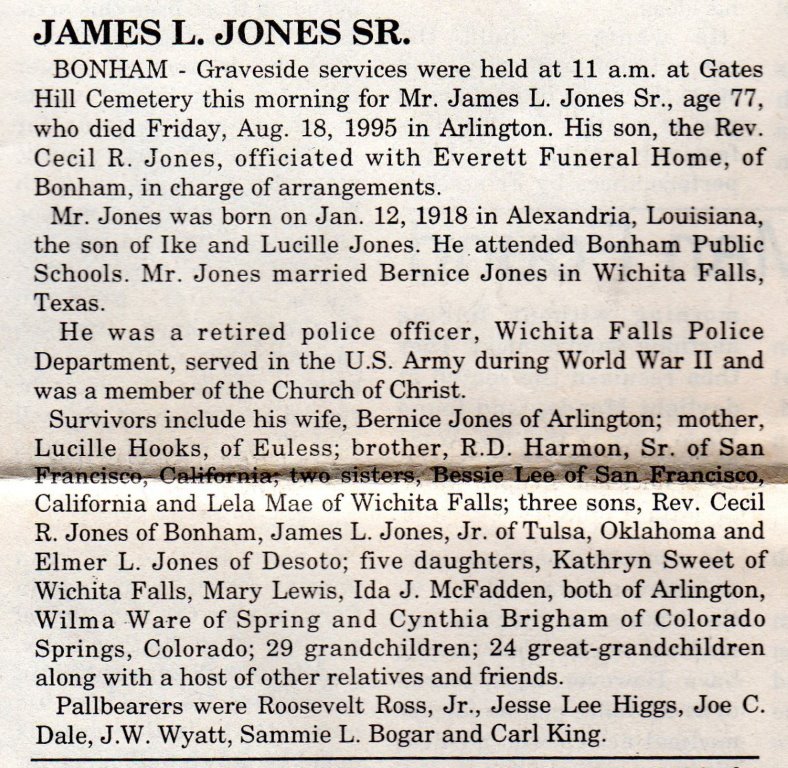 JAMES L. JONES SR.
BONHAM - Graveside services were held at 11 a.m. at Gates
Hill Cemetery this morning for Mr. James L. Jones Sr., age 77,
who died Friday, Aug. 18, 1995 in Arlington. His son, the Rev.
Cecil R. Jones, officiated with Everett Funeral Home, of
Bonham, in charge of arrangements.
Mr. Jones was born on Jan. 12, 1918 in Alexandria, Louisiana,
the son of Ike and Lucille Jones. He attended Bonham Public
Schools. Mr. Jones married Bernice Jones in Wichita Falls,
Texas.
He was a retired police officer, Wichita Falls Police
Department, served in the U.S. Army during World War II and
was a member of the Church of Christ.
Survivors include his wife, Bernice Jones of Arlington; mother,
Lucille Hooks, of Euless; brother, R.D. Harmon, Sr. of San
Francisco, California; two sisters, Bessie Lee of San Francisco,
California and Lela Mae of Wichita Falls; three sons, Rev. Cecil
R. Jones of Bonham, James L. Jones, Jr. of Tulsa, Oklahoma and
Elmer L. Jones of Desoto; five daughters, Kathryn Sweet of
Wichita Falls, Mary Lewis, Ida J. McFadden, both of Arlington,
Wilma Ware of Spring and Cynthia Brigham of Colorado
Springs, Colorado; 29 grandchildren; 24 great-grandchildren
along with a host of other relatives and friends.
Pallbearers were Roosevelt Ross, Jr., Jesse Lee Higgs, Joe C.
Dale, J.W. Wyatt, Sammie L. Bogar and Carl King.